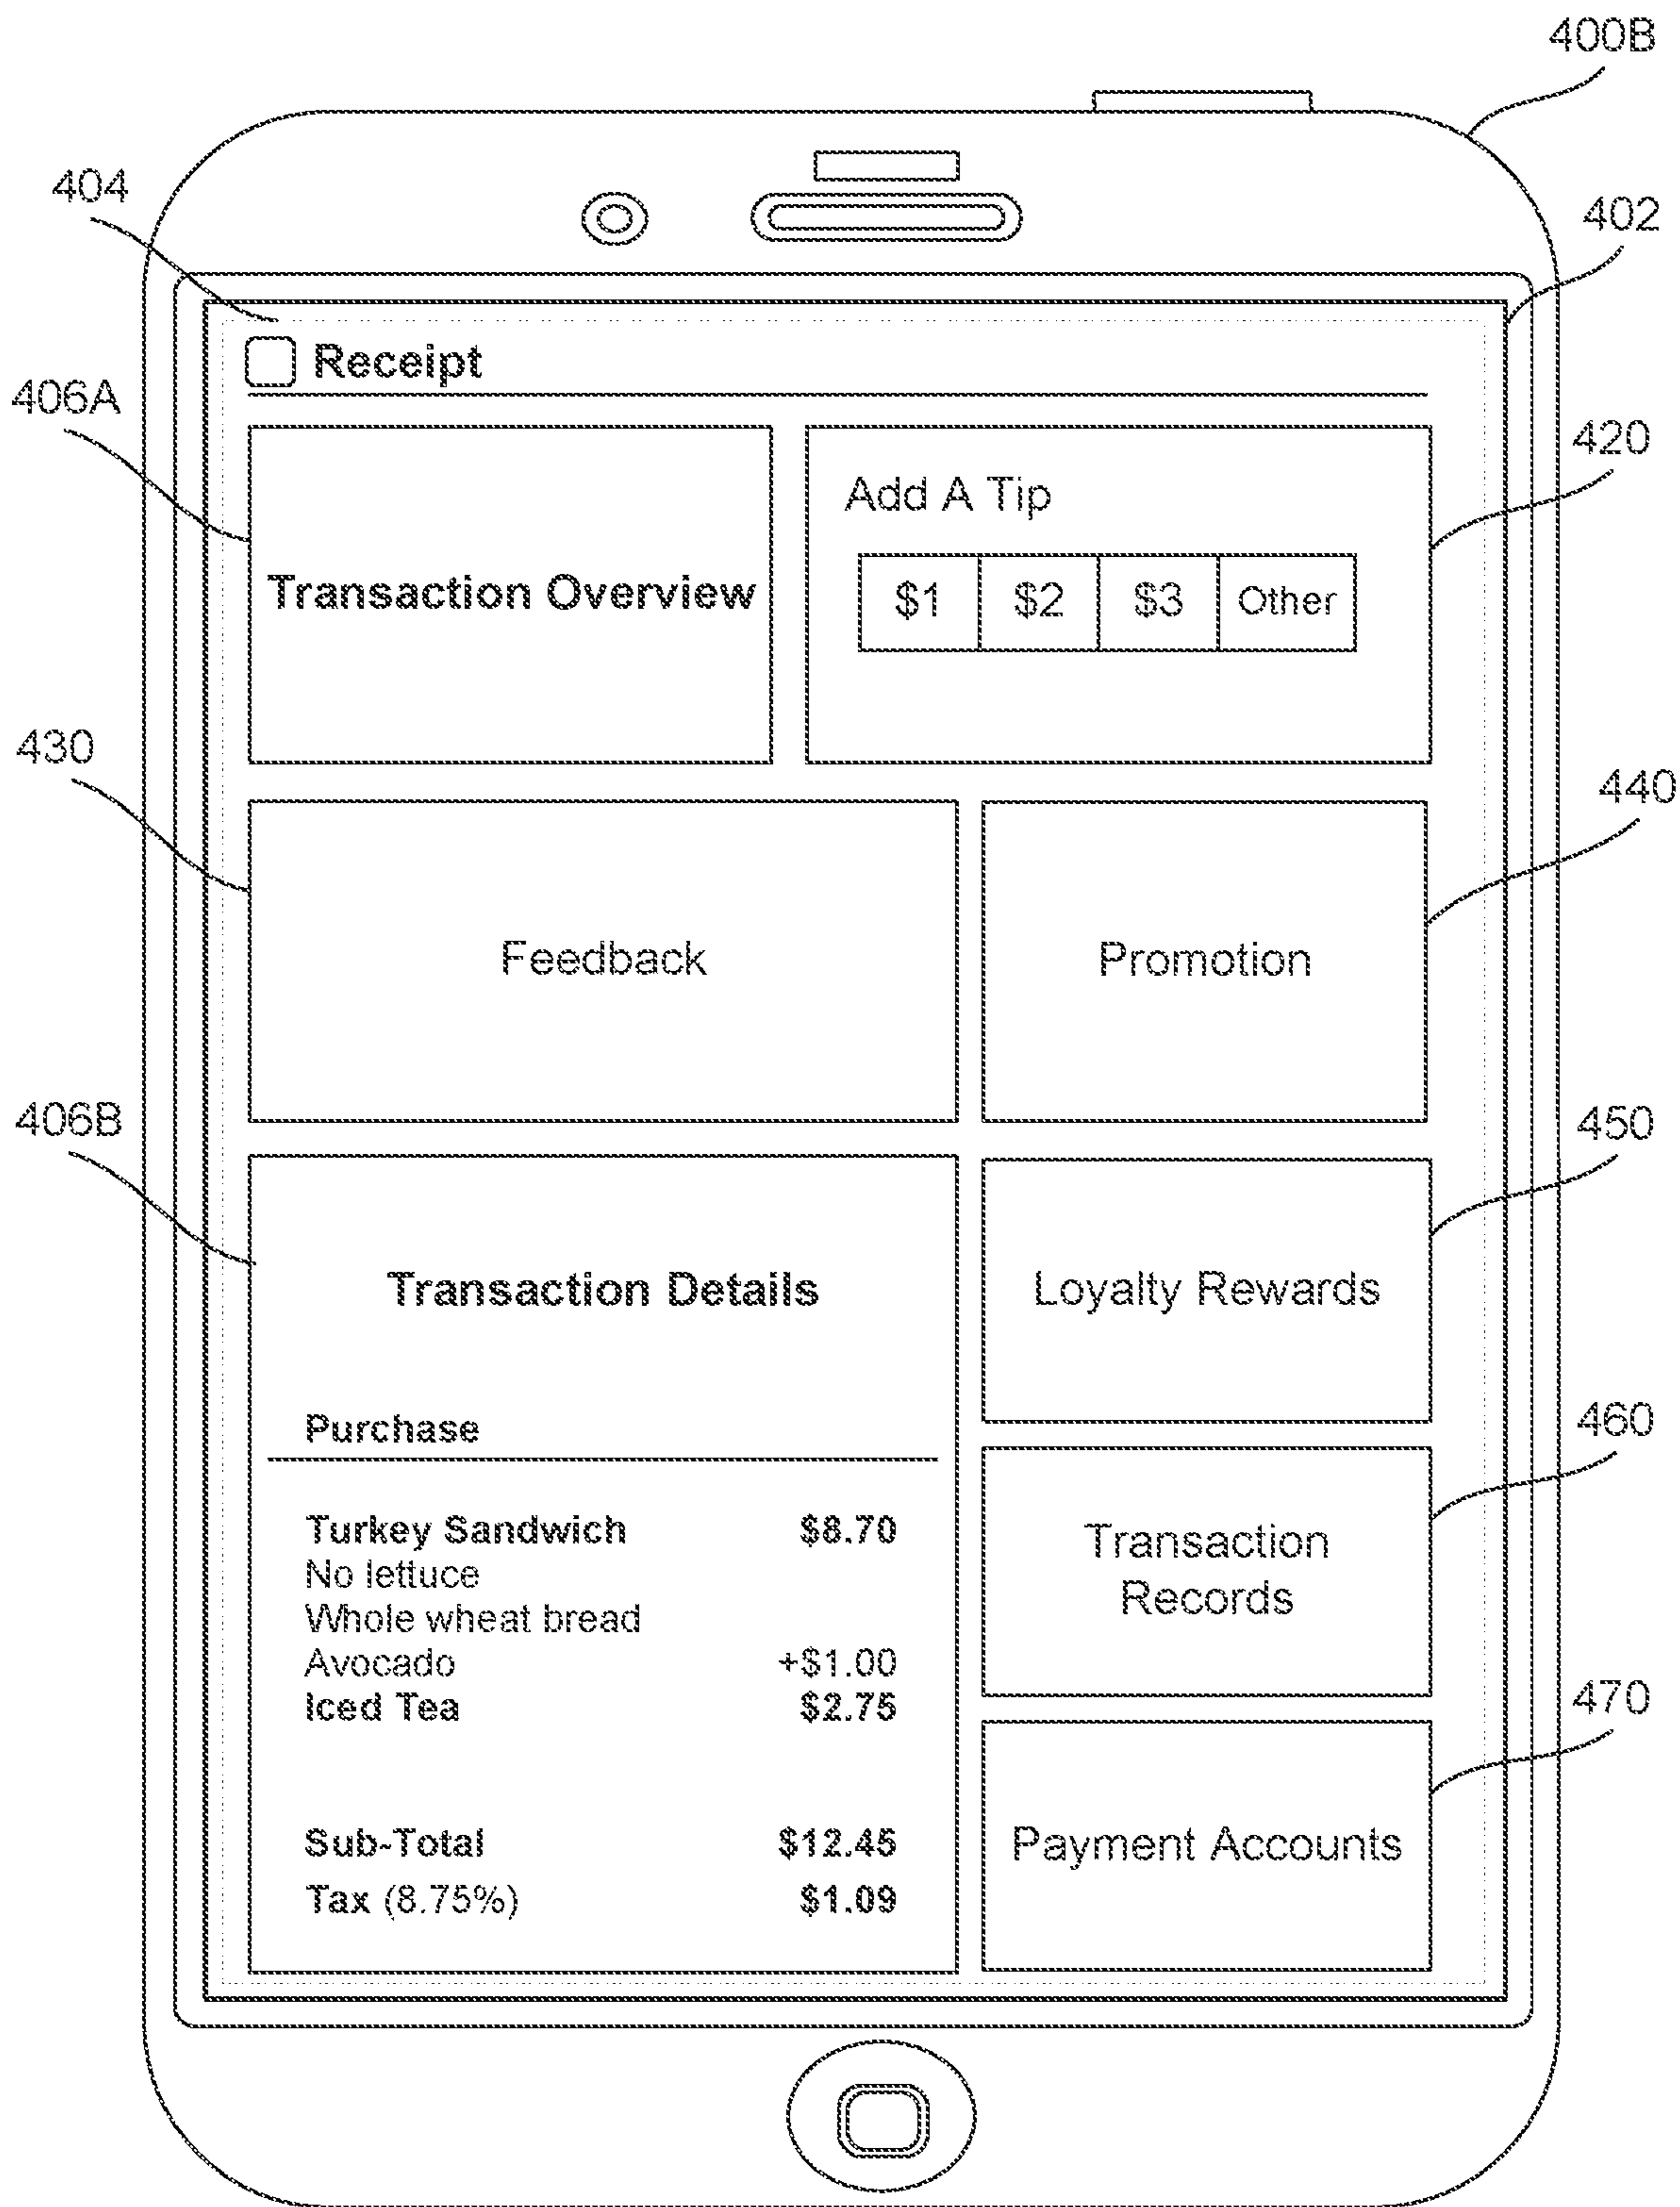 400B
404
402
Receipt
406A
420
Transaction Overview
Add A Tip
$1 $2 $3 Other
430
440
Feedback
Promotion
406B
450
Transaction Details
Loyalty Rewards
Purchase
460
Turkey Sandwich $8.70
No lettuce
Whole wheat bread
Avocado +$1.00
Iced Tea $2.75
Transaction
Records
470
Sub-Total $12.45
Tax (8.75%) $1.09
Payment Accounts